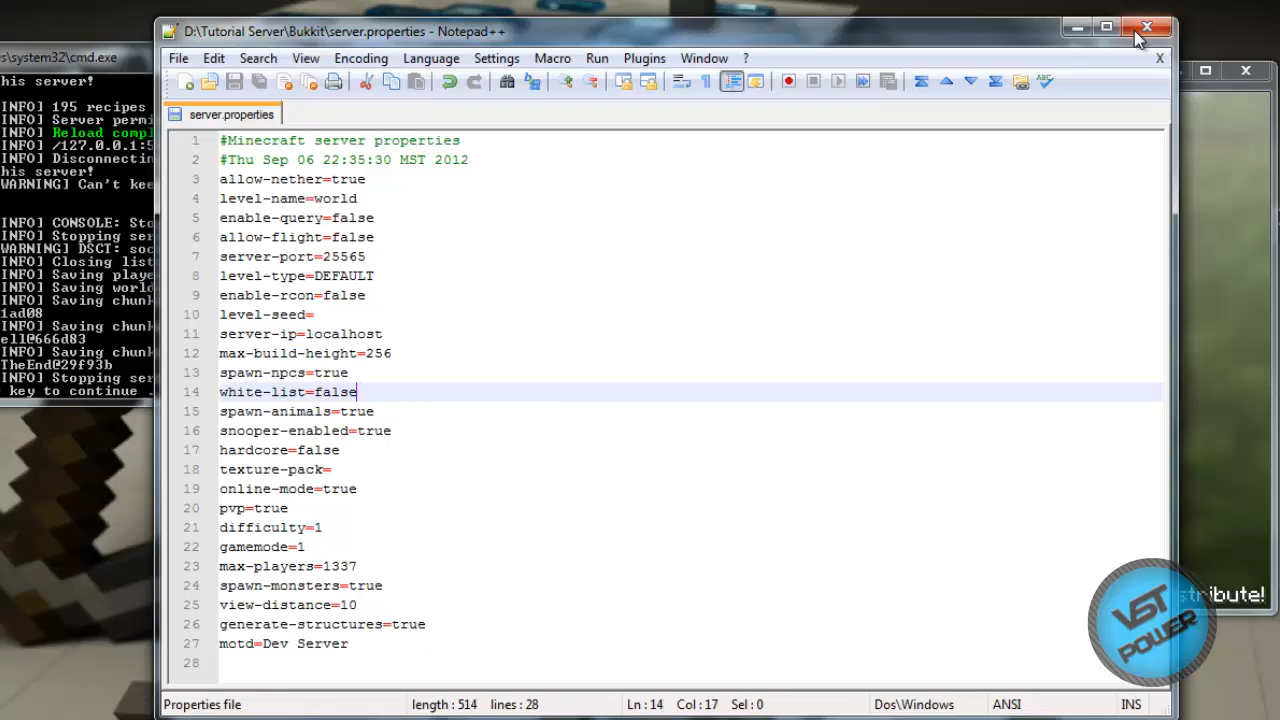 D:\Tutorial Server\Bukkit\server.properties - Notepad++
File Edit Search View Encoding Language Settings Macro Run Plugins Window ? X
server.properties
1 #Minecraft server properties
2 #Thu Sep 06 22:35:30 MST 2012
3 allow-nether=true
4 level-name=world
5 enable-query=false
6 allow-flight=false
7 server-port=25565
8 level-type=DEFAULT
9 enable-rcon=false
10 level-seed=
11 server-ip=localhost
12 max-build-height=256
13 spawn-npcs=true
14 white-list=false
15 spawn-animals=true
16 snooper-enabled=true
17 hardcore=false
18 texture-pack=
19 online-mode=true
20 pvp=true
21 difficulty=1
22 gamemode=1
23 max-players=1337
24 spawn-monsters=true
25 view-distance=10
26 generate-structures=true
27 motd=Dev Server
28
Properties file length : 514 lines : 28 Ln : 14 Col : 17 Sel : 0 Dos\Windows ANSI INS
s\system32\cmd.exe
his server!
INFO] 195 recipes
INFO] Server permi
INFO] Reload compl
INFO] /127.0.0.1:5
INFO] Disconnectin
his server!
WARNING] Can't kee
INFO] CONSOLE: Sto
INFO] Stopping ser
WARNING] DSCT: soc
INFO] Closing list
INFO] Saving playe
INFO] Saving world
INFO] Saving chunk
1ad08
INFO] Saving chunk
ell@666d83
INFO] Saving chunk
TheEnd@29f93b
INFO] Stopping ser
key to continue .
stribute!
VGT
POWER